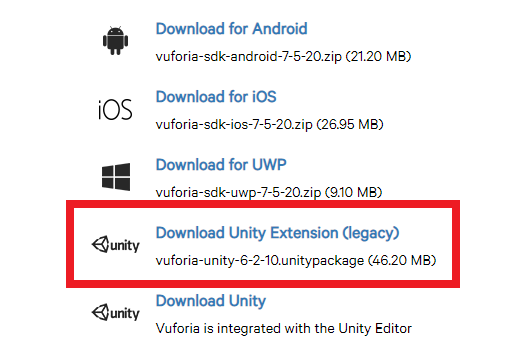 Download for Android
vuforia-sdk-android-7-5-20.zip (21.20 MB)
iOS
Download for iOS
vuforia-sdk-ios-7-5-20.zip (26.95 MB)
Download for UWP
vuforia-sdk-uwp-7-5-20.zip (9.10 MB)
unity
Download Unity Extension (legacy)
vuforia-unity-6-2-10.unitypackage (46.20 MB)
unity
Download Unity
Vuforia is integrated with the Unity Editor